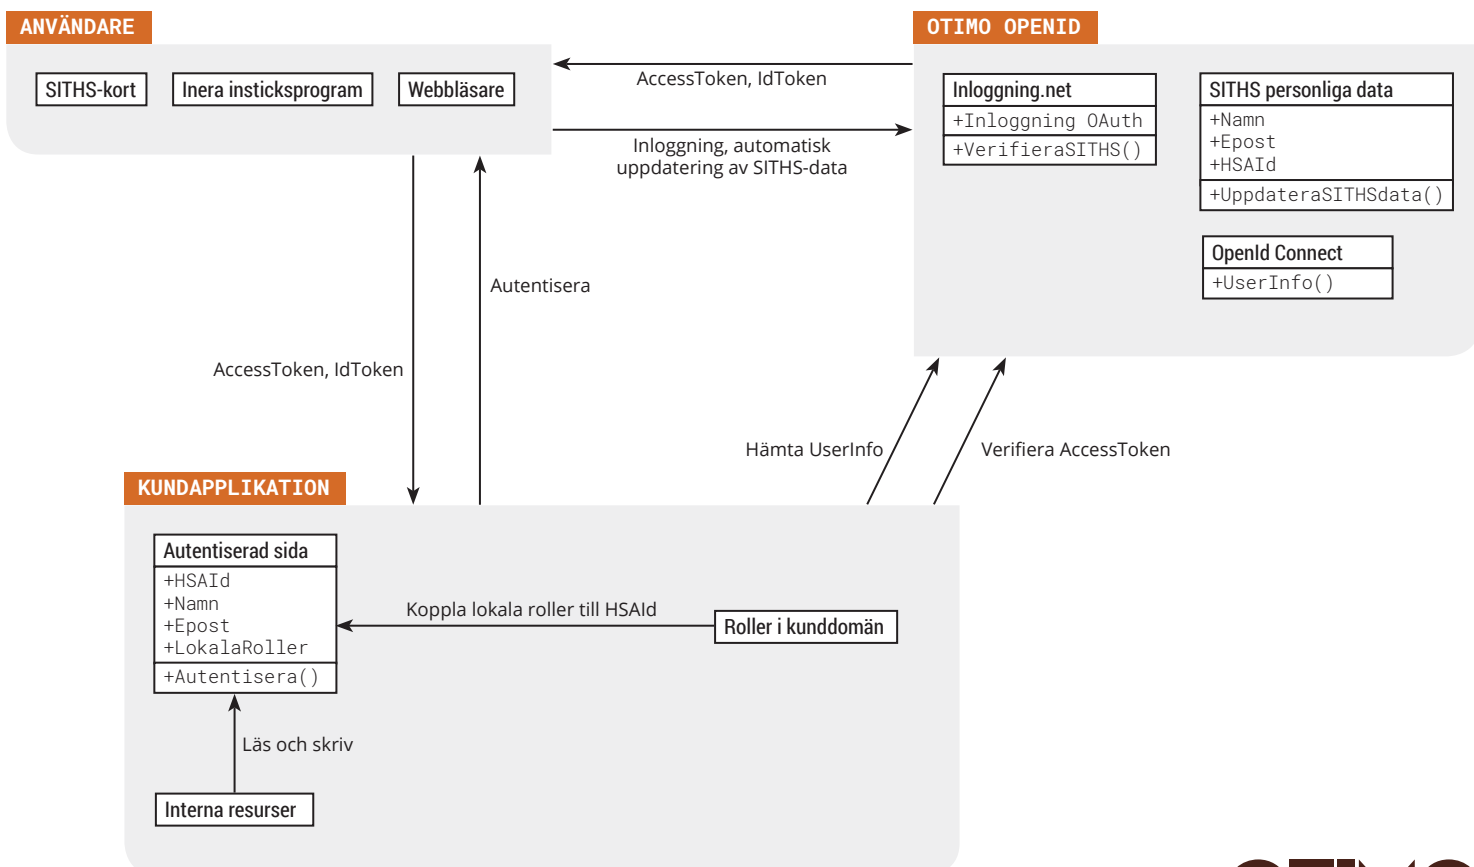 ANVÄNDARE
SITHS-kort
Inera insticksprogram
Webbläsare
AccessToken, IdToken
Inloggning, automatisk
uppdatering av SITHS-data
OTIMO OPENID
Inloggning.net
+Inloggning OAuth
+VerifieraSITHS()
SITHS personliga data
+Namn
+Epost
+HSAId
+UppdateraSITHSdata()
OpenId Connect
+UserInfo()
Autentisera
AccessToken, IdToken
Hämta UserInfo
Verifiera AccessToken
KUNDAPPLIKATION
Autentiserad sida
+HSAId
+Namn
+Epost
+LokalaRoller
+Autentisera()
Koppla lokala roller till HSAId
Roller i kunddomän
Läs och skriv
Interna resurser